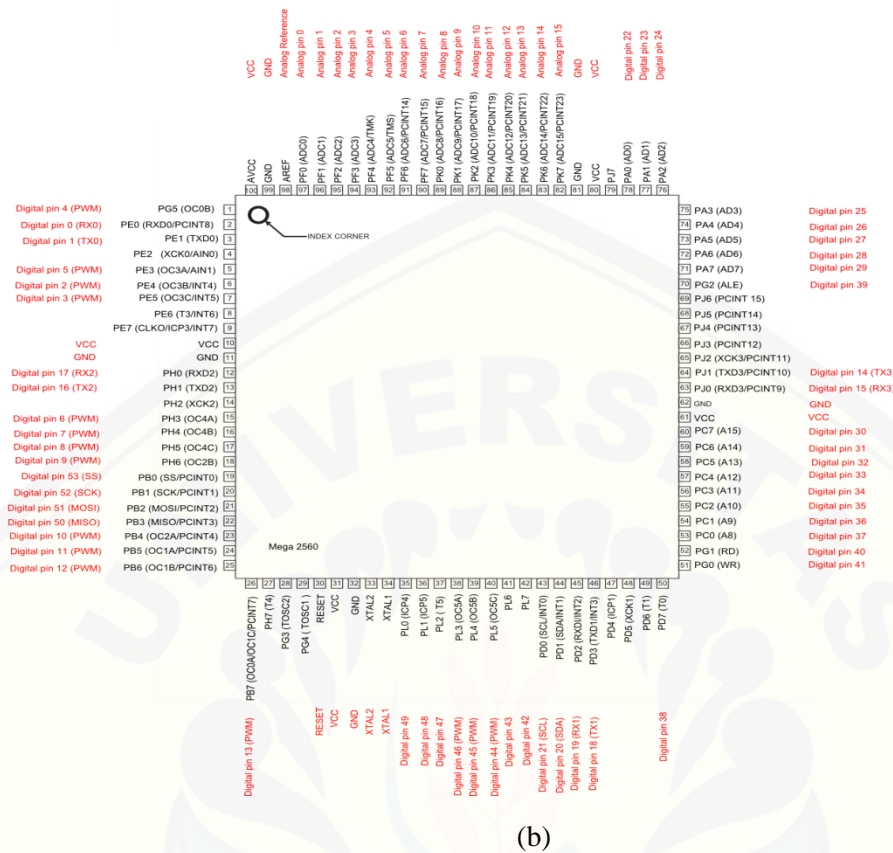 VCC
GND
Analog Reference
Analog pin 0
Analog pin 1
Analog pin 2
Analog pin 3
Analog pin 4
Analog pin 5
Analog pin 6
Analog pin 7
Analog pin 8
Analog pin 9
Analog pin 10
Analog pin 11
Analog pin 12
Analog pin 13
Analog pin 14
Analog pin 15
GND
VCC
Digital pin 22
Digital pin 23
Digital pin 24
AVCC
GND
AREF
PF0 (ADC0)
PF1 (ADC1)
PF2 (ADC2)
PF3 (ADC3)
PF4 (ADC4/TMK)
PF5 (ADC5/TMS)
PF6 (ADC6/PCINT14)
PF7 (ADC7/PCINT15)
PK0 (ADC8/PCINT16)
PK1 (ADC9/PCINT17)
PK2 (ADC10/PCINT18)
PK3 (ADC11/PCINT19)
PK4 (ADC12/PCINT20)
PK5 (ADC13/PCINT21)
PK6 (ADC14/PCINT22)
PK7 (ADC15/PCINT23)
GND
VCC
PJ7
PA0 (AD0)
PA1 (AD1)
PA2 (AD2)
100 99 98 97 96 95 94 93 92 91 90 89 88 87 86 85 84 83 82 81 80 79 78 77 76
Digital pin 4 (PWM) PG5 (OC0B) 1
Digital pin 0 (RX0) PE0 (RXD0/PCINT8) 2
Digital pin 1 (TX0) PE1 (TXD0) 3
PE2 (XCK0/AIN0) 4
Digital pin 5 (PWM) PE3 (OC3A/AIN1) 5
Digital pin 2 (PWM) PE4 (OC3B/INT4) 6
Digital pin 3 (PWM) PE5 (OC3C/INT5) 7
PE6 (T3/INT6) 8
PE7 (CLKO/ICP3/INT7) 9
VCC VCC 10
GND GND 11
Digital pin 17 (RX2) PH0 (RXD2) 12
Digital pin 16 (TX2) PH1 (TXD2) 13
PH2 (XCK2) 14
Digital pin 6 (PWM) PH3 (OC4A) 15
Digital pin 7 (PWM) PH4 (OC4B) 16
Digital pin 8 (PWM) PH5 (OC4C) 17
Digital pin 9 (PWM) PH6 (OC2B) 18
Digital pin 53 (SS) PB0 (SS/PCINT0) 19
Digital pin 52 (SCK) PB1 (SCK/PCINT1) 20
Digital pin 51 (MOSI) PB2 (MOSI/PCINT2) 21
Digital pin 50 (MISO) PB3 (MISO/PCINT3) 22
Digital pin 10 (PWM) PB4 (OC2A/PCINT4) 23
Digital pin 11 (PWM) PB5 (OC1A/PCINT5) 24
Digital pin 12 (PWM) PB6 (OC1B/PCINT6) 25
INDEX CORNER
Mega 2560
UNIVERSITAS
75 PA3 (AD3) Digital pin 25
74 PA4 (AD4) Digital pin 26
73 PA5 (AD5) Digital pin 27
72 PA6 (AD6) Digital pin 28
71 PA7 (AD7) Digital pin 29
70 PG2 (ALE) Digital pin 39
69 PJ6 (PCINT 15)
68 PJ5 (PCINT14)
67 PJ4 (PCINT13)
66 PJ3 (PCINT12)
65 PJ2 (XCK3/PCINT11)
64 PJ1 (TXD3/PCINT10) Digital pin 14 (TX3)
63 PJ0 (RXD3/PCINT9) Digital pin 15 (RX3)
62 GND GND
61 VCC VCC
60 PC7 (A15) Digital pin 30
59 PC6 (A14) Digital pin 31
58 PC5 (A13) Digital pin 32
57 PC4 (A12) Digital pin 33
56 PC3 (A11) Digital pin 34
55 PC2 (A10) Digital pin 35
54 PC1 (A9) Digital pin 36
53 PC0 (A8) Digital pin 37
52 PG1 (RD) Digital pin 40
51 PG0 (WR) Digital pin 41
26 27 28 29 30 31 32 33 34 35 36 37 38 39 40 41 42 43 44 45 46 47 48 49 50
PB7 (OC0A/OC1C/PCINT7)
PH7 (T4)
PG3 (TOSC2)
PG4 ( TOSC1 )
RESET
VCC
GND
XTAL2
XTAL1
PL0 (ICP4)
PL1 (ICP5)
PL2 ( T5)
PL3 (OC5A)
PL4 (OC5B)
PL5 (OC5C)
PL6
PL7
PD0 (SCL/INT0)
PD1 (SDA/INT1)
PD2 (RXDI/INT2)
PD3 (TXD1/INT3)
PD4 (ICP1)
PD5 (XCK1)
PD6 (T1)
PD7 (T0)
Digital pin 13 (PWM)
RESET
VCC
GND
XTAL2
XTAL1
Digital pin 49
Digital pin 48
Digital pin 47
Digital pin 46 (PWM)
Digital pin 45 (PWM)
Digital pin 44 (PWM)
Digital pin 43
Digital pin 42
Digital pin 21 (SCL)
Digital pin 20 (SDA)
Digital pin 19 (RX1)
Digital pin 18 (TX1)
Digital pin 38
(b)